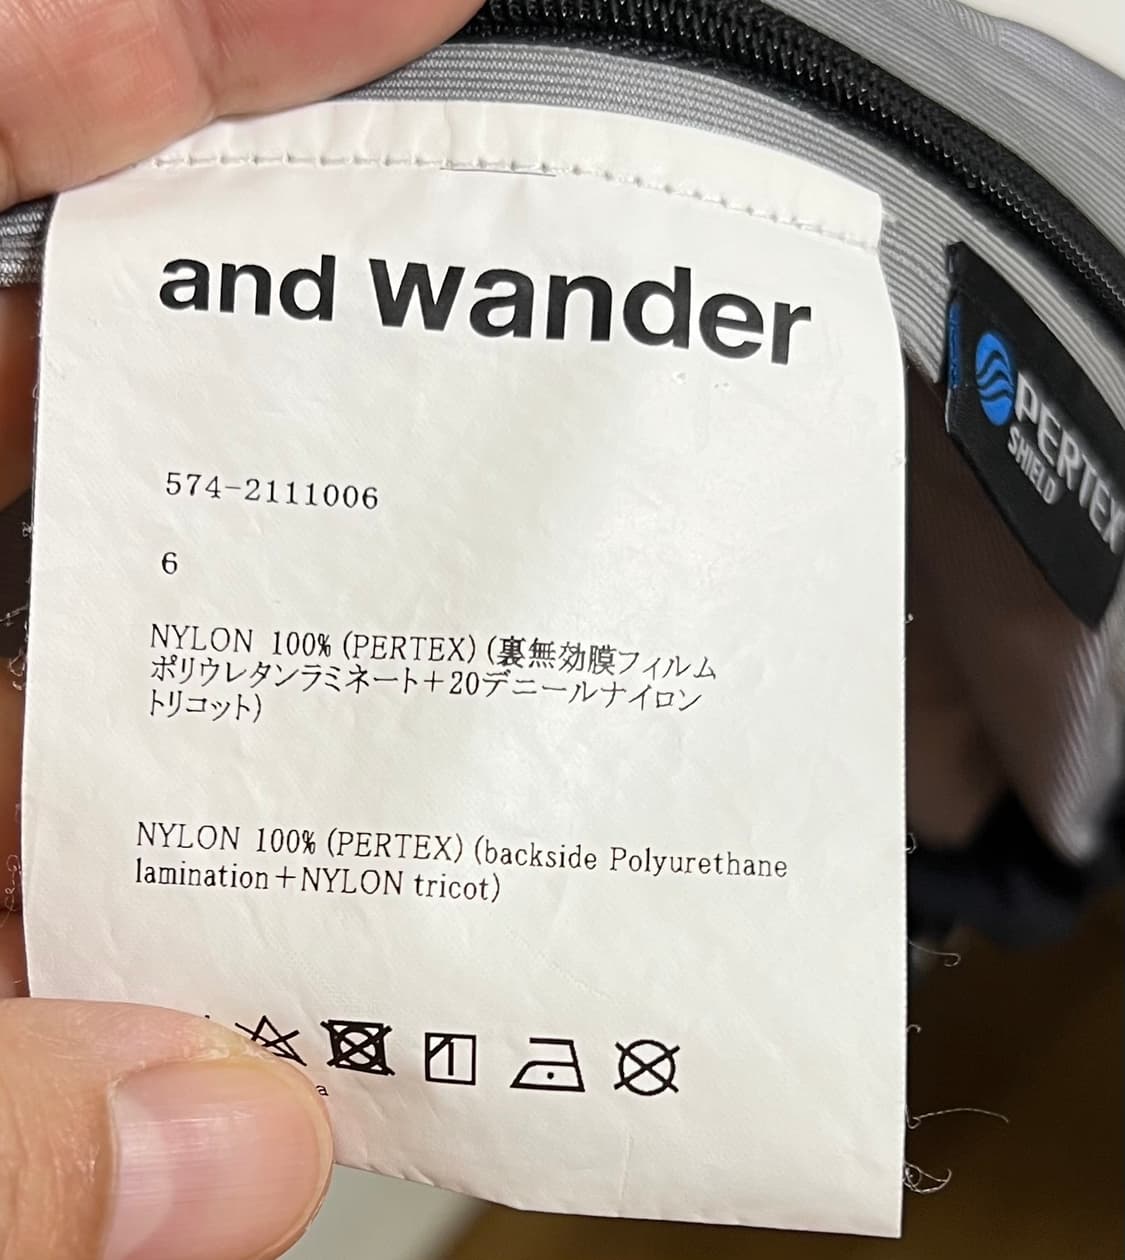 and wander
574-2111006
6
NYLON 100% (PERTEX) (裏無効膜フィルム
ポリウレタンラミネート+20デニールナイロン
トリコット)
NYLON 100% (PERTEX) (backside Polyurethane
lamination+NYLON tricot)
1
a
PERTEX
SHIELD